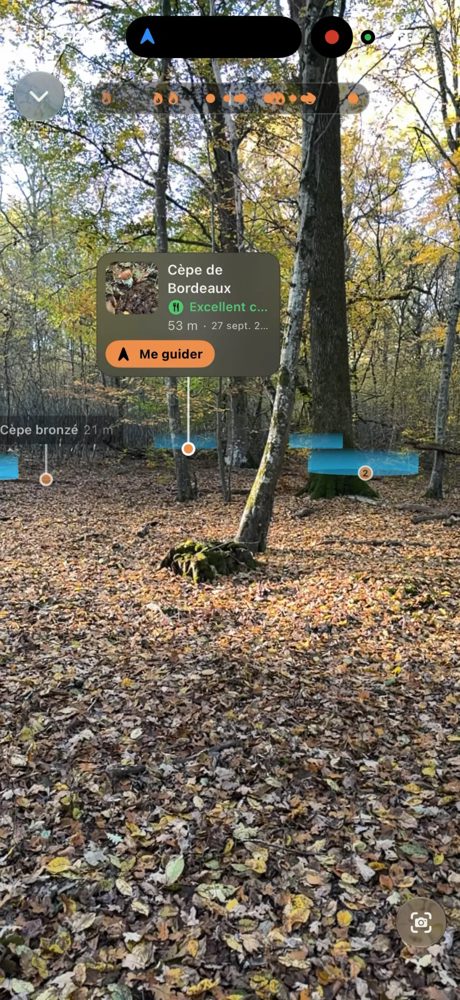 Cèpe de
Bordeaux
Excellent c...
53 m · 27 sept. 2...
Me guider
Cèpe bronzé 21 m
2